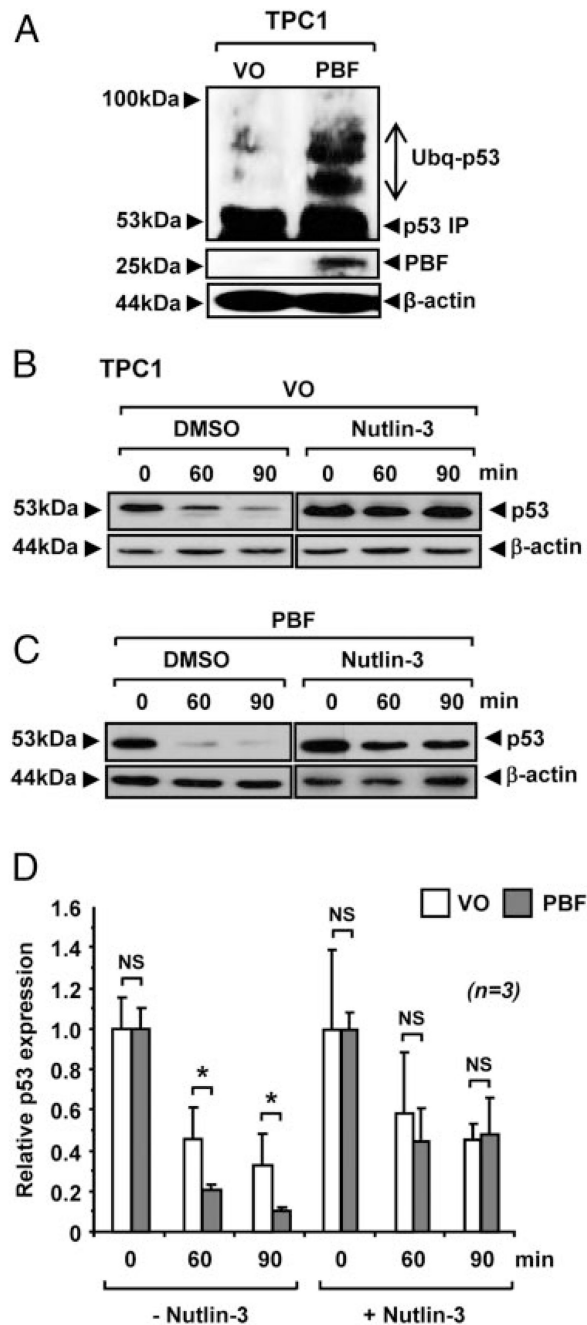 A
TPC1
VO PBF
100kDa
Ubq-p53
53kDa p53 IP
25kDa PBF
44kDa β-actin
B TPC1
VO
DMSO Nutlin-3
0 60 90 0 60 90 min
53kDa p53
44kDa β-actin
C PBF
DMSO Nutlin-3
0 60 90 0 60 90 min
53kDa p53
44kDa β-actin
D
VO PBF
Relative p53 expression
1.6
1.4
1.2
1.0
0.8
0.6
0.4
0.2
0
NS * * NS NS NS
(n=3)
0 60 90 0 60 90 min
- Nutlin-3 + Nutlin-3